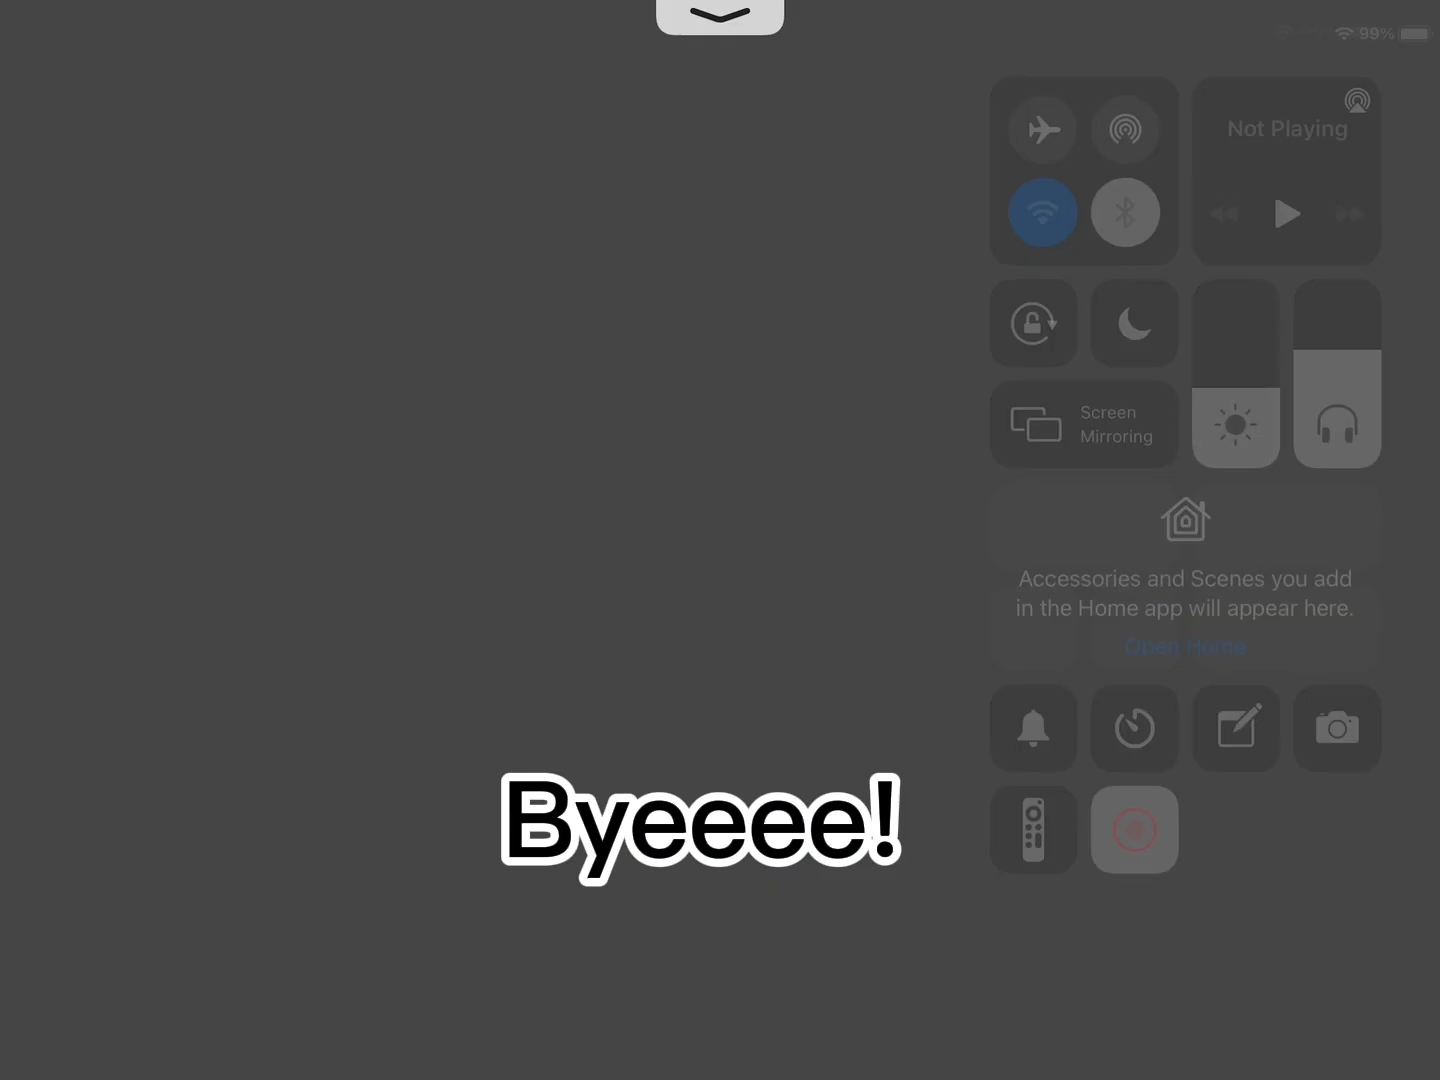 99%
Not Playing
Screen
Mirroring
Accessories and Scenes you add
in the Home app will appear here.
Open Home
Byeeee!